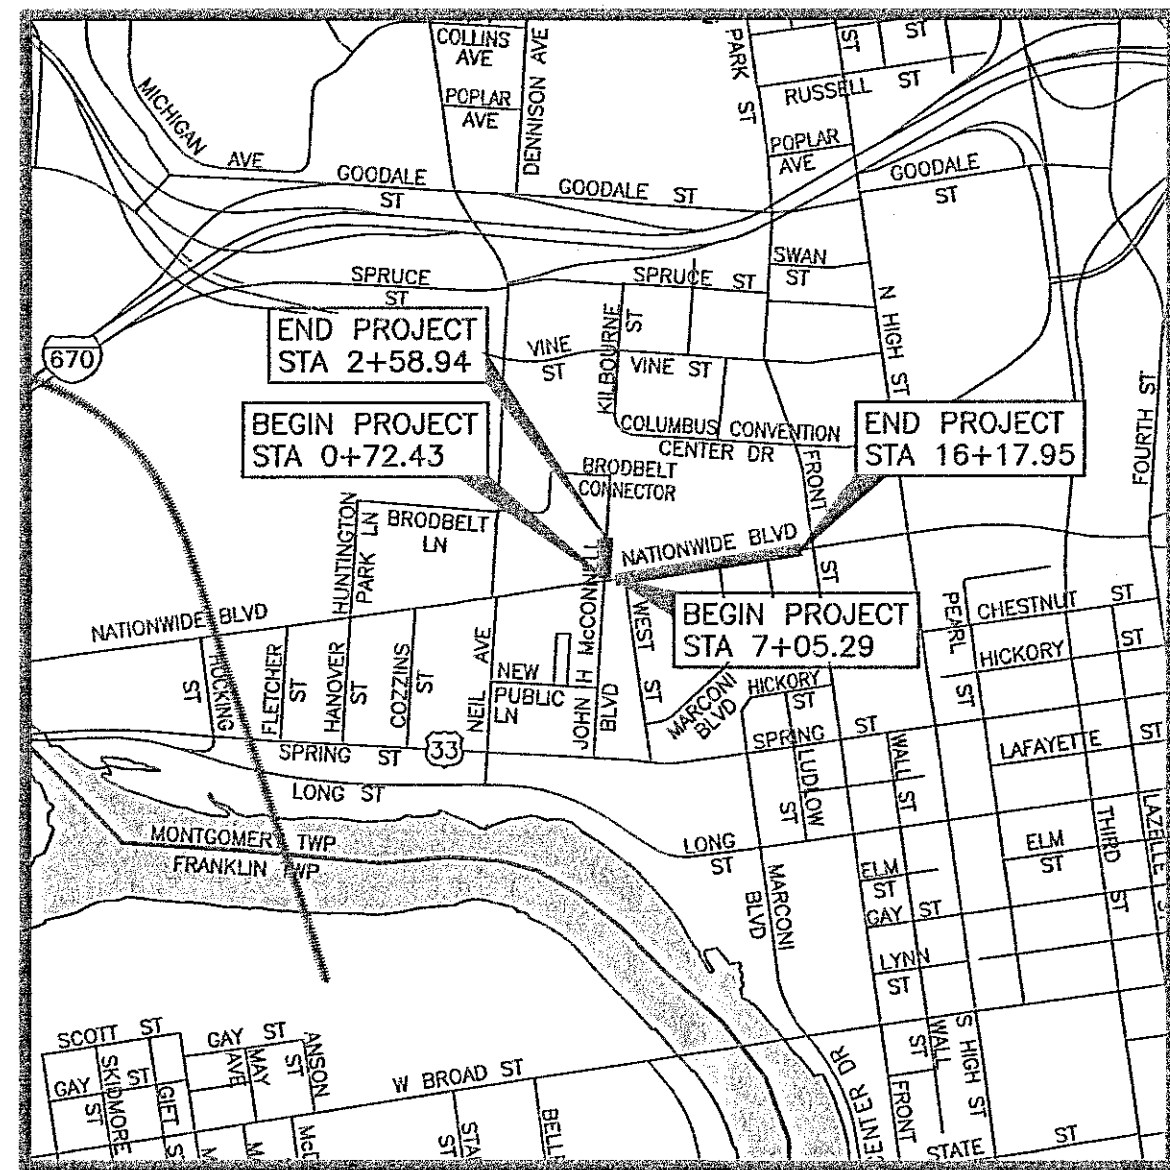 COLLINS
AVE
DENNISON AVE
PARK ST
ST
ST
RUSSELL ST
POPLAR
AVE
MICHIGAN
AVE
POPLAR
AVE
GOODALE
ST
GOODALE ST
GOODALE
ST
SWAN
ST
SPRUCE
ST
SPRUCE ST
KILBOURNE
ST
N HIGH ST
END PROJECT
STA 2+58.94
670
VINE
ST
VINE ST
FOURTH ST
BEGIN PROJECT
STA 0+72.43
COLUMBUS CONVENTION
CENTER DR
END PROJECT
STA 16+17.95
FRONT
ST
BRODBELT
CONNECTOR
HUNTINGTON
PARK LN
BRODBELT
LN
NATIONWIDE BLVD
NATIONWIDE BLVD
BEGIN PROJECT
STA 7+05.29
JOHN H McCONNELL
BLVD
WEST
ST
PEARL
ST
CHESTNUT ST
HICKORY
ST
HOCKING
ST
FLETCHER
ST
HANOVER
ST
COZZINS
ST
NEIL AVE
NEW
PUBLIC
LN
MARCONI
BLVD
HICKORY
ST
SPRING ST
33
SPRING ST
LUDLOW
ST
WALL ST
LAFAYETTE ST
LONG ST
LONG
ST
THIRD ST
LAZELLE
ELM
ST
MONTGOMER TWP
FRANKLIN TWP
MARCONI
BLVD
ELM
ST
GAY ST
LYNN
ST
SCOTT ST
GAY ST
GAY ST
SKIDMORE
ST
GIFT S
MAY
AVE
ANSON
ST
W BROAD ST
BELL
WALL
ST
FRONT
S HIGH ST
ENTER DR
STATE ST